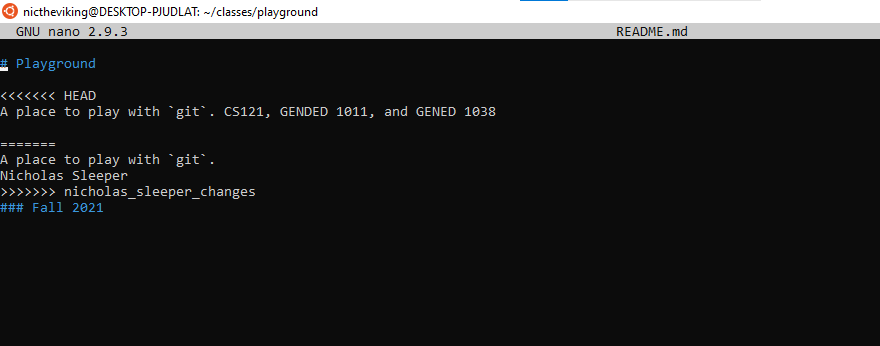 nictheviking@DESKTOP-PJUDLAT: ~/classes/playground
GNU nano 2.9.3 README.md
# Playground
<<<<<<< HEAD
A place to play with `git`. CS121, GENDED 1011, and GENED 1038
=======
A place to play with `git`.
Nicholas Sleeper
>>>>>>> nicholas_sleeper_changes
### Fall 2021